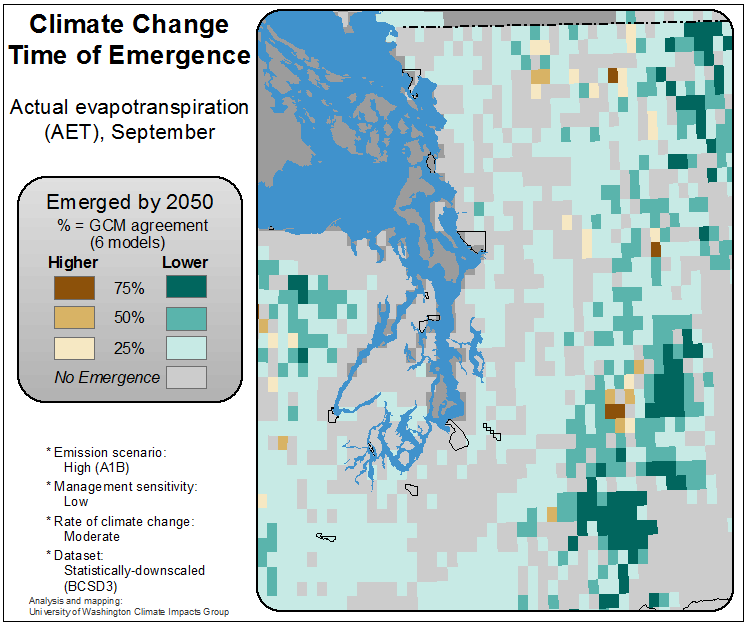 Climate Change
Time of Emergence
Actual evapotranspiration
(AET), September
Emerged by 2050
% = GCM agreement
(6 models)
Higher Lower
75%
50%
25%
No Emergence
* Emission scenario:
High (A1B)
* Management sensitivity:
Low
* Rate of climate change:
Moderate
* Dataset:
Statistically-downscaled
(BCSD3)
Analysis and mapping:
University of Washington Climate Impacts Group